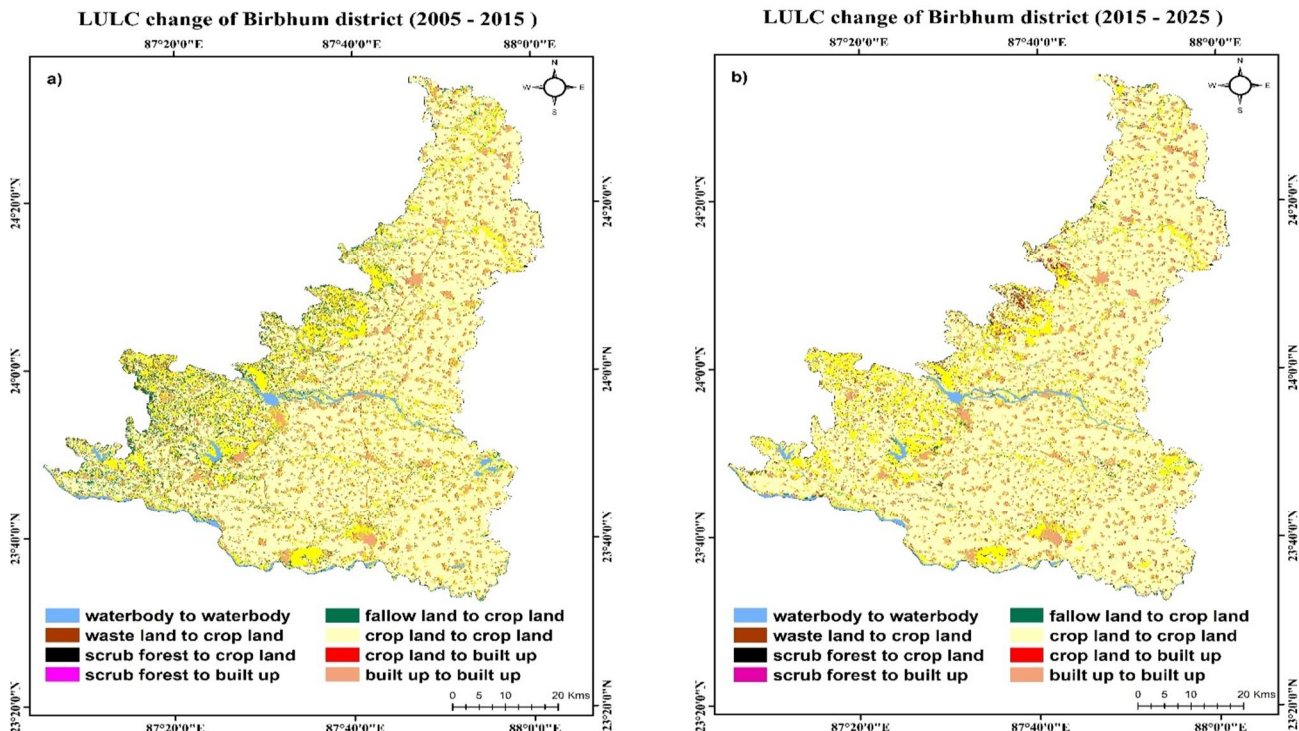 LULC change of Birbhum district (2005 - 2015 )
87°20'0"E 87°40'0"E 88°0'0"E
a)
N
W E
S
24°20'0"N 24°20'0"N
24°0'0"N 24°0'0"N
23°40'0"N 23°40'0"N
23°20'0"N 23°20'0"N
waterbody to waterbody
waste land to crop land
scrub forest to crop land
scrub forest to built up
fallow land to crop land
crop land to crop land
crop land to built up
built up to built up
0 5 10 20 Kms
87°20'0"E 87°40'0"E 88°0'0"E
LULC change of Birbhum district (2015 - 2025 )
87°20'0"E 87°40'0"E 88°0'0"E
b)
N
W E
S
24°20'0"N 24°20'0"N
24°0'0"N 24°0'0"N
23°40'0"N 23°40'0"N
23°20'0"N 23°20'0"N
waterbody to waterbody
waste land to crop land
scrub forest to crop land
scrub forest to built up
fallow land to crop land
crop land to crop land
crop land to built up
built up to built up
0 5 10 20 Kms
87°20'0"E 87°40'0"E 88°0'0"E